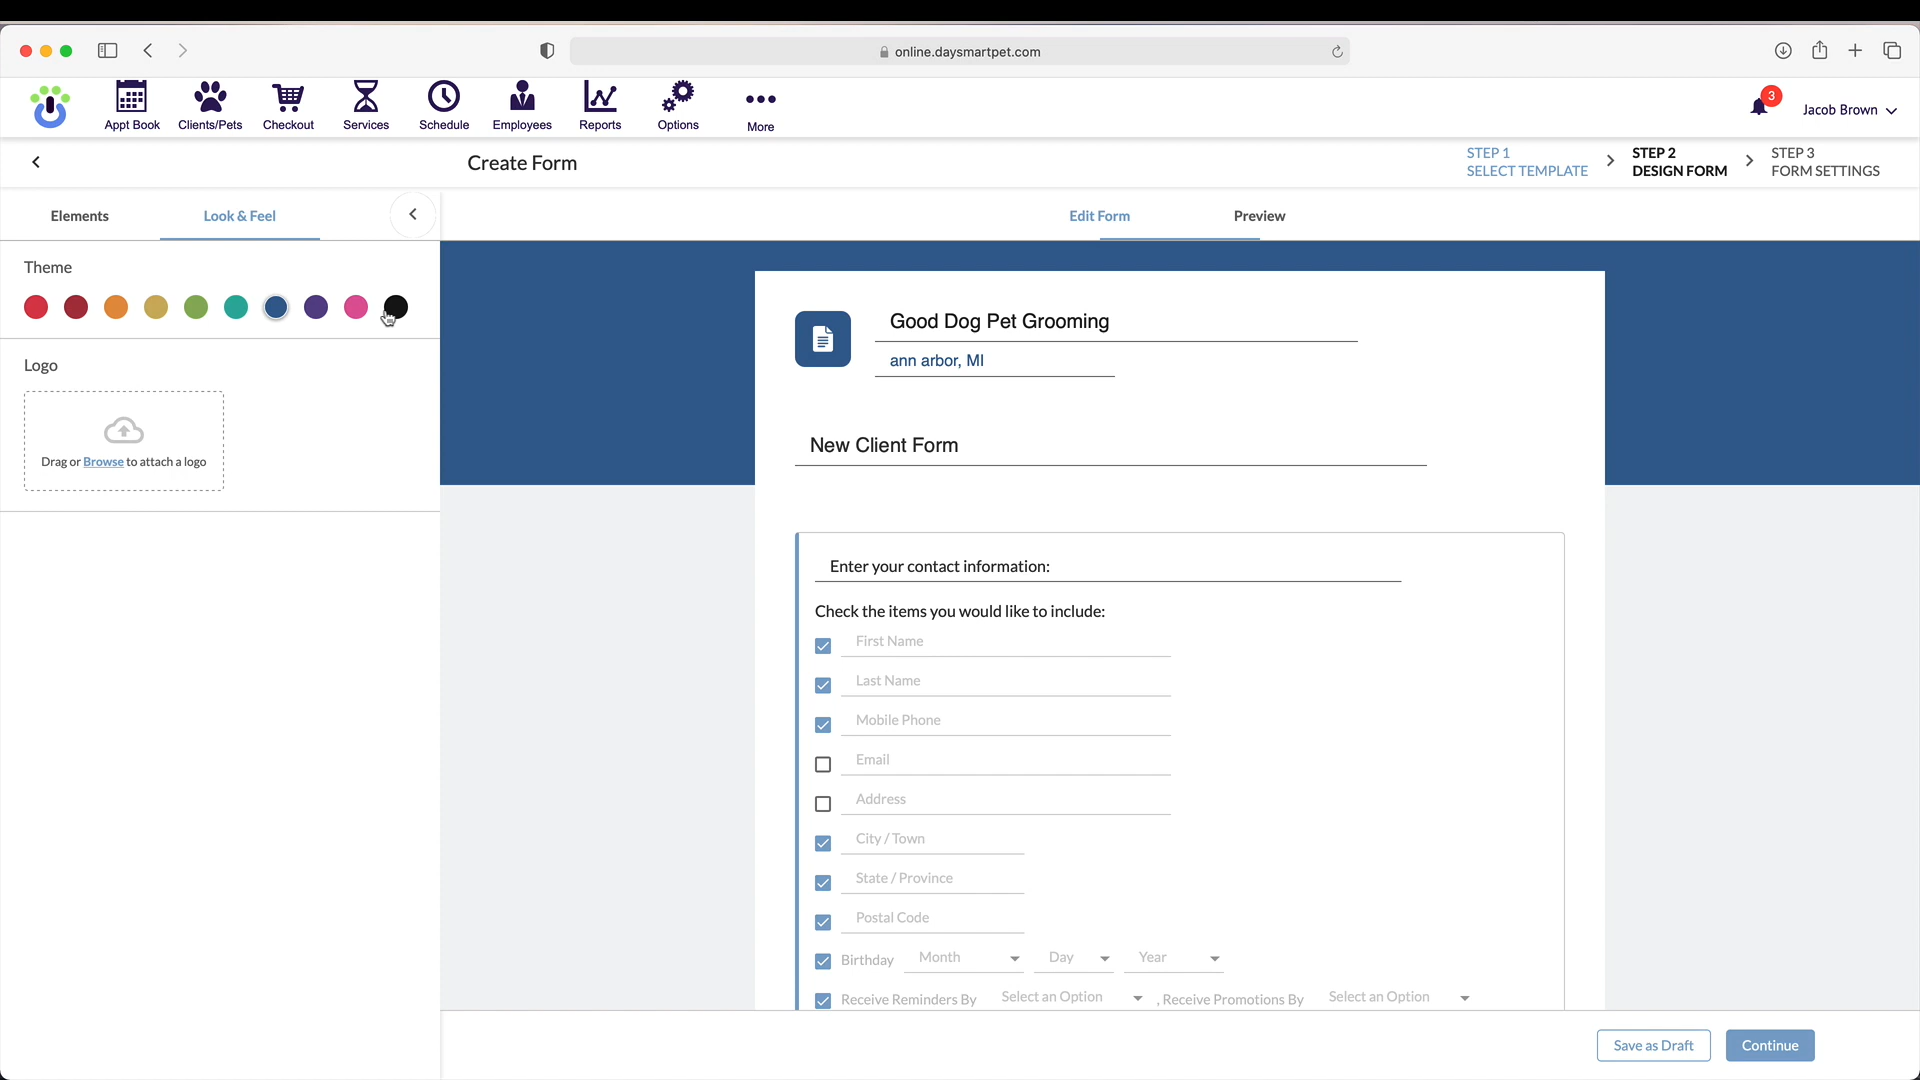 online.daysmartpet.com
Appt Book
Clients/Pets
Checkout
Services
Schedule
Employees
Reports
Options
More
3
Jacob Brown
Create Form
STEP 1
SELECT TEMPLATE
STEP 2
DESIGN FORM
STEP 3
FORM SETTINGS
Elements
Look & Feel
Edit Form
Preview
Theme
Logo
Drag or Browse to attach a logo
Good Dog Pet Grooming
ann arbor, MI
New Client Form
Enter your contact information:
Check the items you would like to include:
First Name
Last Name
Mobile Phone
Email
Address
City / Town
State / Province
Postal Code
Birthday Month Day Year
Receive Reminders By Select an Option , Receive Promotions By Select an Option
Save as Draft
Continue